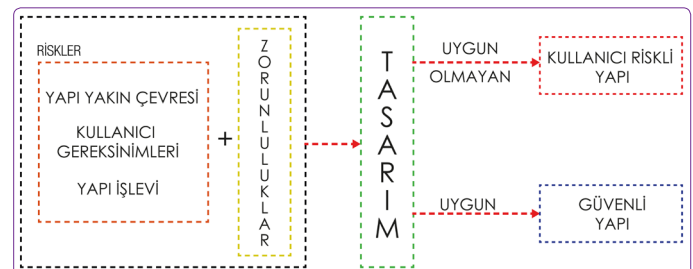 RİSKLER
YAPI YAKIN ÇEVRESİ
KULLANICI
GEREKSİNİMLERİ
YAPI İŞLEVİ
+
ZORUNLULUKLAR
TASARIM
UYGUN
OLMAYAN
KULLANICI RİSKLİ
YAPI
UYGUN
GÜVENLİ
YAPI